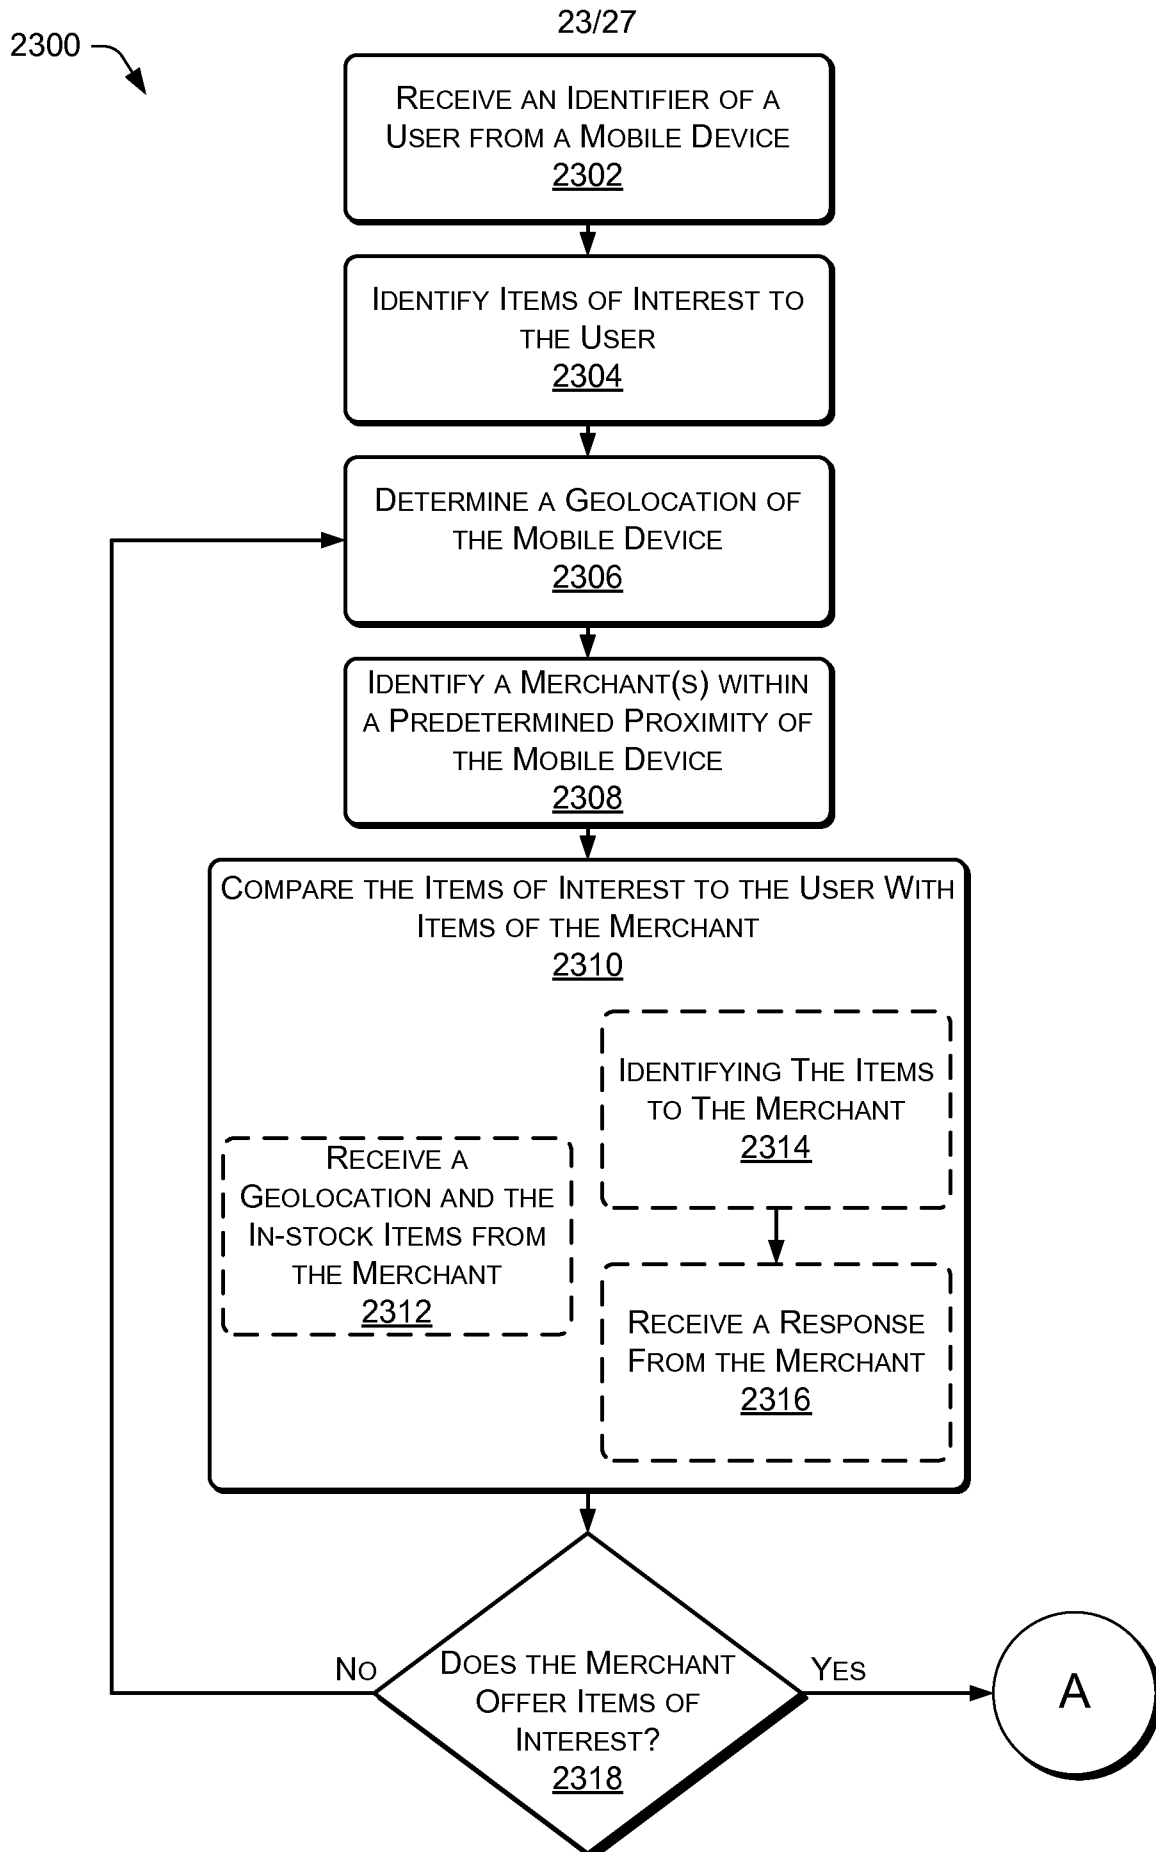 23/27
2300
RECEIVE AN IDENTIFIER OF A
USER FROM A MOBILE DEVICE
2302
IDENTIFY ITEMS OF INTEREST TO
THE USER
2304
DETERMINE A GEOLOCATION OF
THE MOBILE DEVICE
2306
IDENTIFY A MERCHANT(S) WITHIN
A PREDETERMINED PROXIMITY OF
THE MOBILE DEVICE
2308
COMPARE THE ITEMS OF INTEREST TO THE USER WITH
ITEMS OF THE MERCHANT
2310
RECEIVE A
GEOLOCATION AND THE
IN-STOCK ITEMS FROM
THE MERCHANT
2312
IDENTIFYING THE ITEMS
TO THE MERCHANT
2314
RECEIVE A RESPONSE
FROM THE MERCHANT
2316
DOES THE MERCHANT
OFFER ITEMS OF
INTEREST?
2318
NO
YES
A